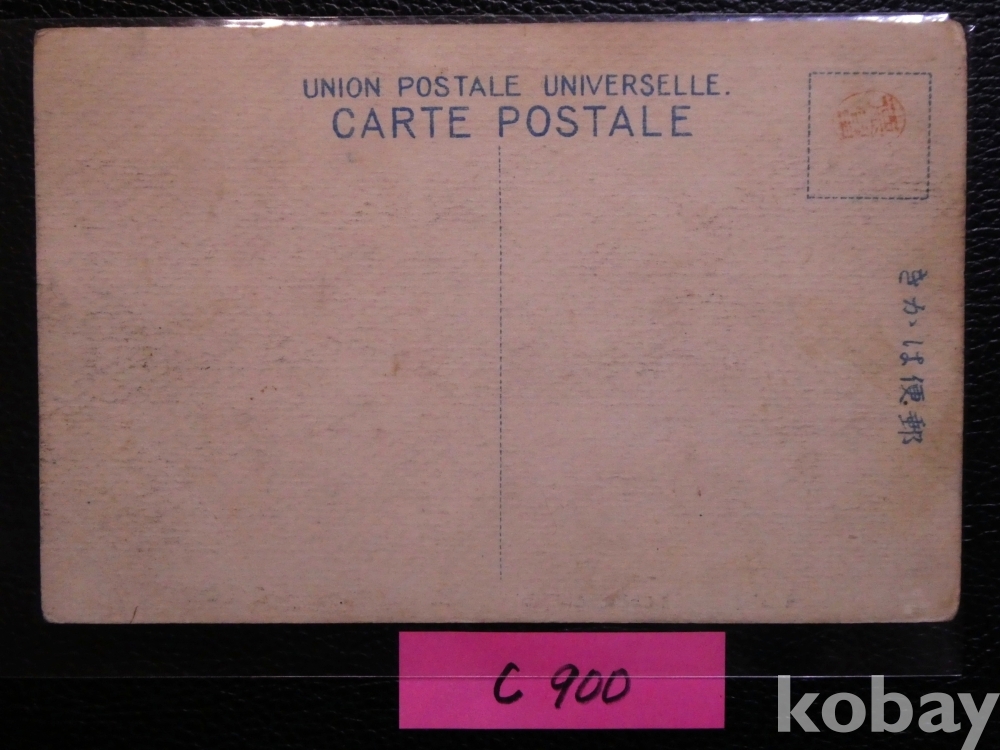 UNION POSTALE UNIVERSELLE.
CARTE POSTALE
きかは便郵
C 900
kobay